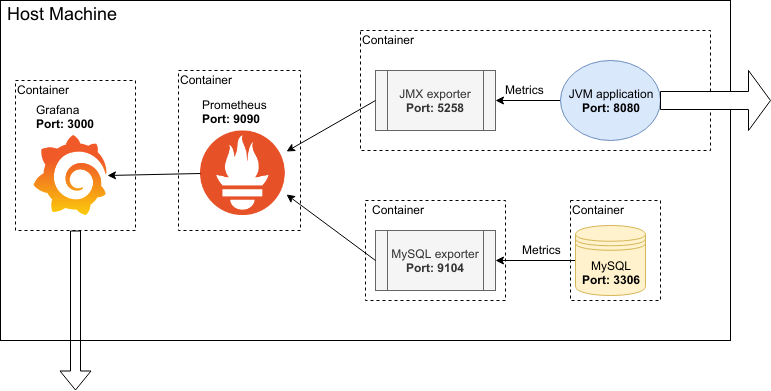 Host Machine
Container
JMX exporter
Port: 5258
Metrics
JVM application
Port: 8080
Container
Grafana
Port: 3000
Container
Prometheus
Port: 9090
Container
MySQL exporter
Port: 9104
Metrics
Container
MySQL
Port: 3306